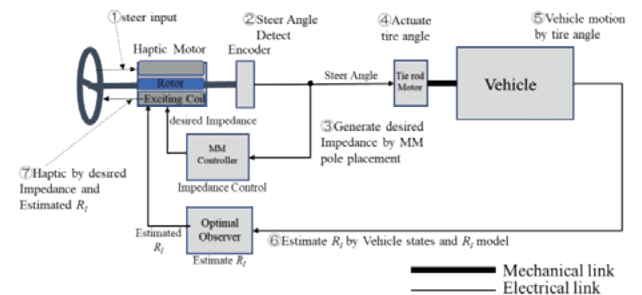 ①steer input
②Steer Angle
Detect
Encoder
④Actuate
tire angle
⑤Vehicle motion
by tire angle
Haptic Motor
Rotor
Exciting Coil
Steer Angle
Tie rod
Motor
Vehicle
desired Impedance
③Generate desired
Impedance by MM
pole placement
MM
Controller
Impedance Control
⑦Haptic by desired
Impedance and
Estimated Rl
Estimated
Rl
Optimal
Observer
Estimate Rl
⑥Estimate Rl by Vehicle states and Rl model
Mechanical link
Electrical link